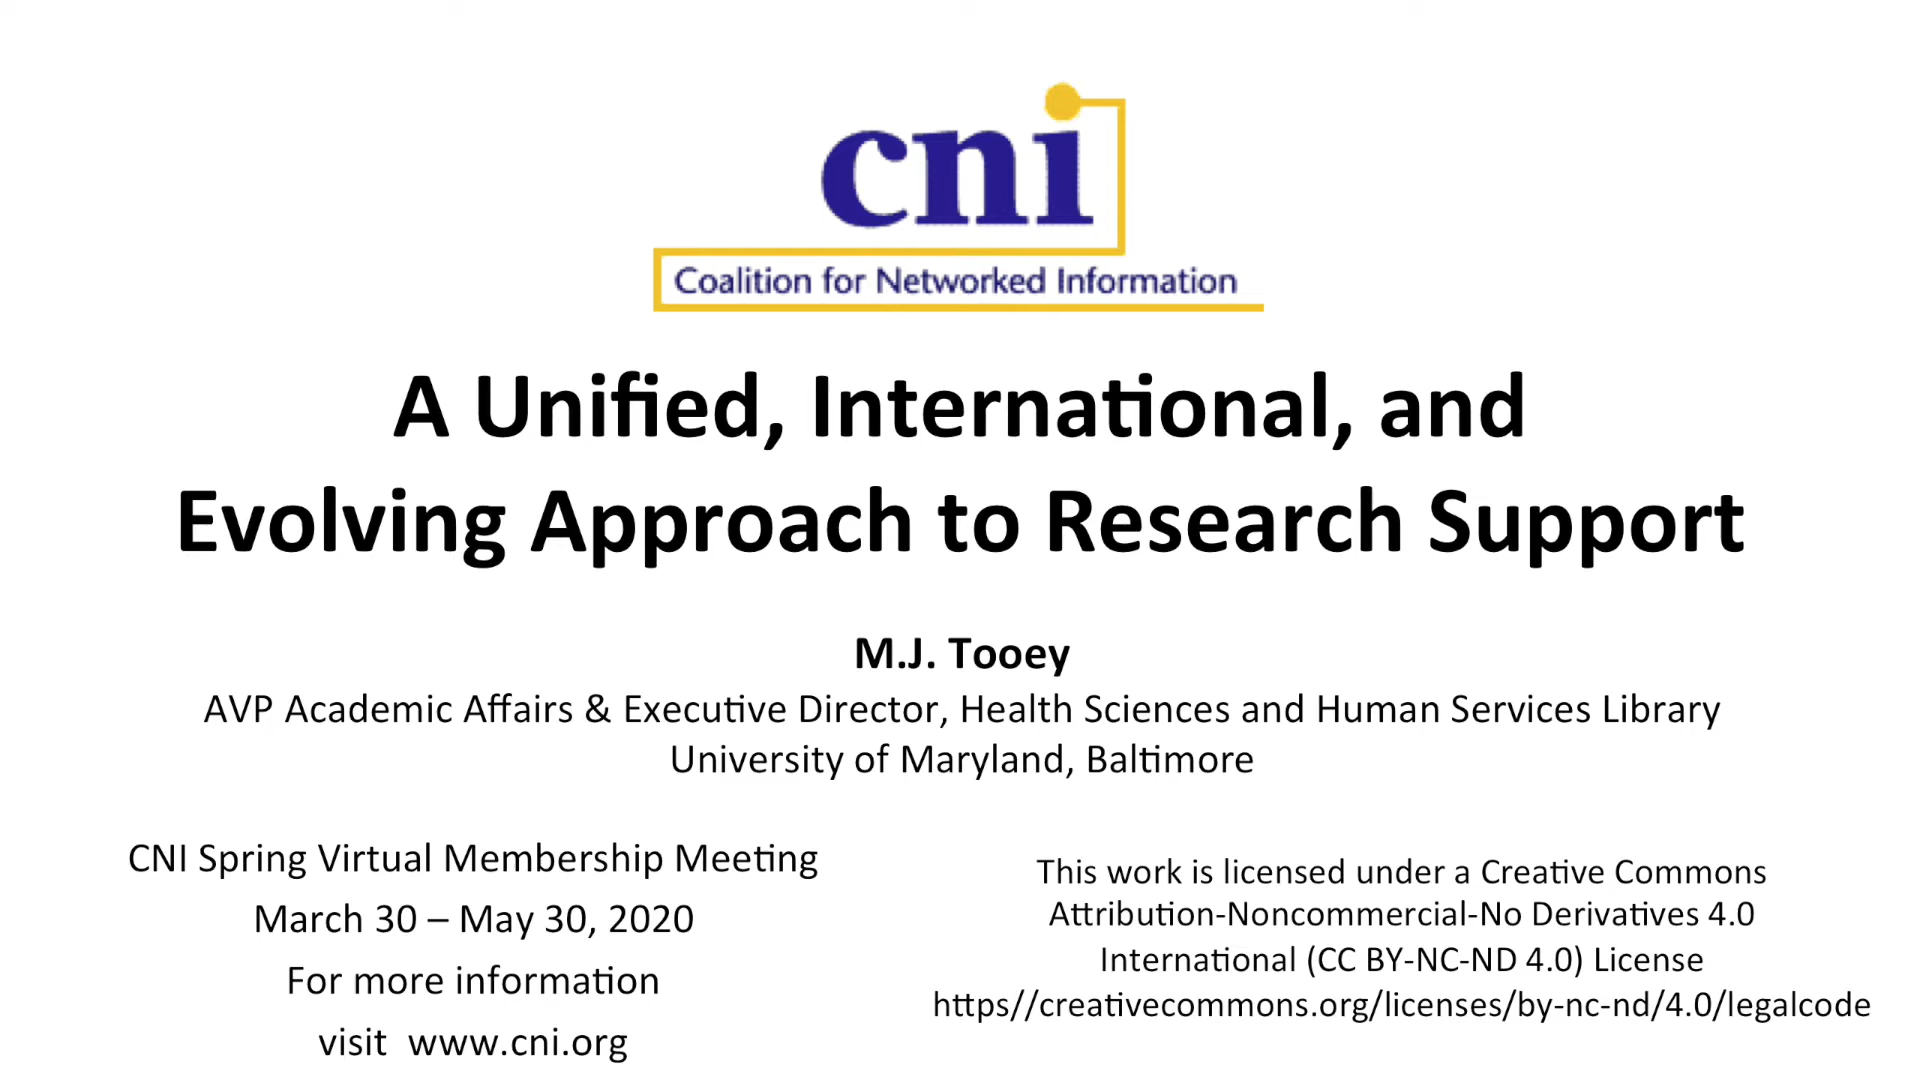 cni
Coalition for Networked Information
A Unified, International, and
Evolving Approach to Research Support
M.J. Tooey
AVP Academic Affairs & Executive Director, Health Sciences and Human Services Library
University of Maryland, Baltimore
CNI Spring Virtual Membership Meeting
March 30 – May 30, 2020
For more information
visit www.cni.org
This work is licensed under a Creative Commons
Attribution-Noncommercial-No Derivatives 4.0
International (CC BY-NC-ND 4.0) License
https//creativecommons.org/licenses/by-nc-nd/4.0/legalcode